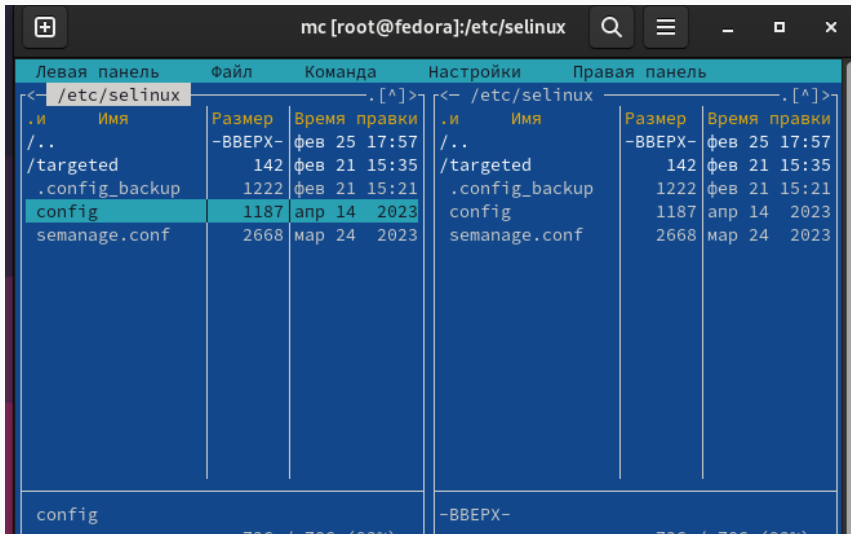 mc [root@fedora]:/etc/selinux
Левая панель Файл Команда Настройки Правая панель
<— /etc/selinux .[^]> <— /etc/selinux .[^]>
.и Имя Размер Время правки .и Имя Размер Время правки
/.. -ВВЕРХ- фев 25 17:57 /.. -ВВЕРХ- фев 25 17:57
/targeted 142 фев 21 15:35 /targeted 142 фев 21 15:35
.config_backup 1222 фев 21 15:21 .config_backup 1222 фев 21 15:21
config 1187 апр 14 2023 config 1187 апр 14 2023
semanage.conf 2668 мар 24 2023 semanage.conf 2668 мар 24 2023
config -ВВЕРХ-